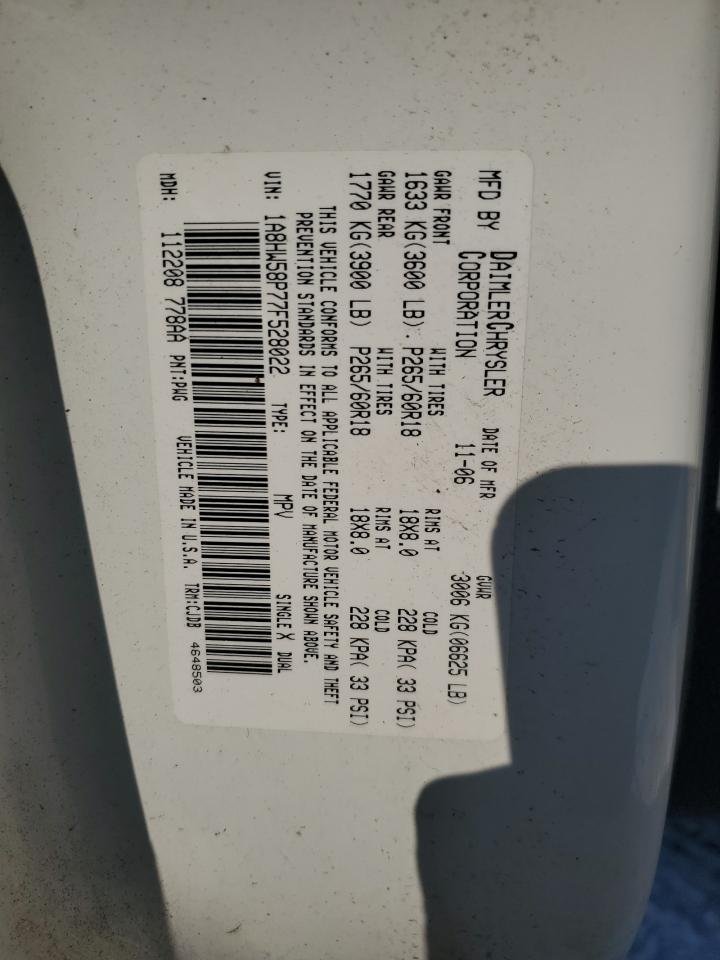 MFD BY DAIMLERCHRYSLER CORPORATION DATE OF MFR 11-06 GVWR 3006 KG(06625 LB)
GAWR FRONT WITH TIRES RIMS AT COLD
1633 KG(3600 LB) P265/60R18 18X8.0 228 KPA( 33 PSI)
GAWR REAR WITH TIRES RIMS AT COLD
1770 KG(3900 LB) P265/60R18 18X8.0 228 KPA( 33 PSI)
THIS VEHICLE CONFORMS TO ALL APPLICABLE FEDERAL MOTOR VEHICLE SAFETY AND THEFT
PREVENTION STANDARDS IN EFFECT ON THE DATE OF MANUFACTURE SHOWN ABOVE.
VIN: 1A8HW58P77F528022 TYPE: MPV SINGLE X DUAL
MDH: 112208 778AA PNT:PWG VEHICLE MADE IN U.S.A. TRM:CJDB 4648503